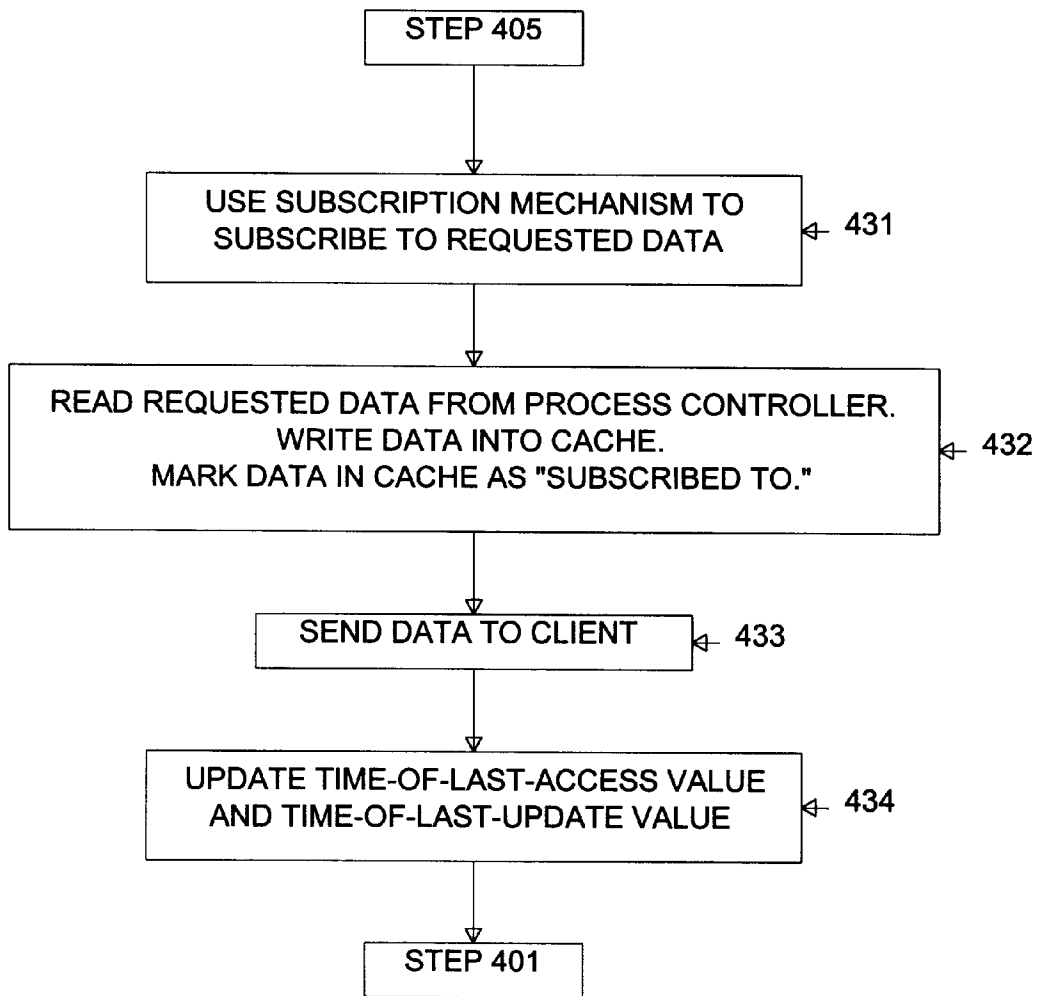 STEP 405
USE SUBSCRIPTION MECHANISM TO
SUBSCRIBE TO REQUESTED DATA
431
READ REQUESTED DATA FROM PROCESS CONTROLLER.
WRITE DATA INTO CACHE.
MARK DATA IN CACHE AS "SUBSCRIBED TO."
432
SEND DATA TO CLIENT
433
UPDATE TIME-OF-LAST-ACCESS VALUE
AND TIME-OF-LAST-UPDATE VALUE
434
STEP 401